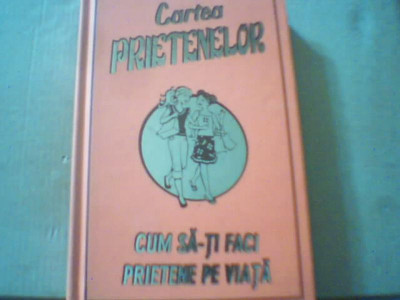 Cartea
PRIETENELOR
CUM SĂ-ȚI FACI
PRIETENE PE VIAȚĂ